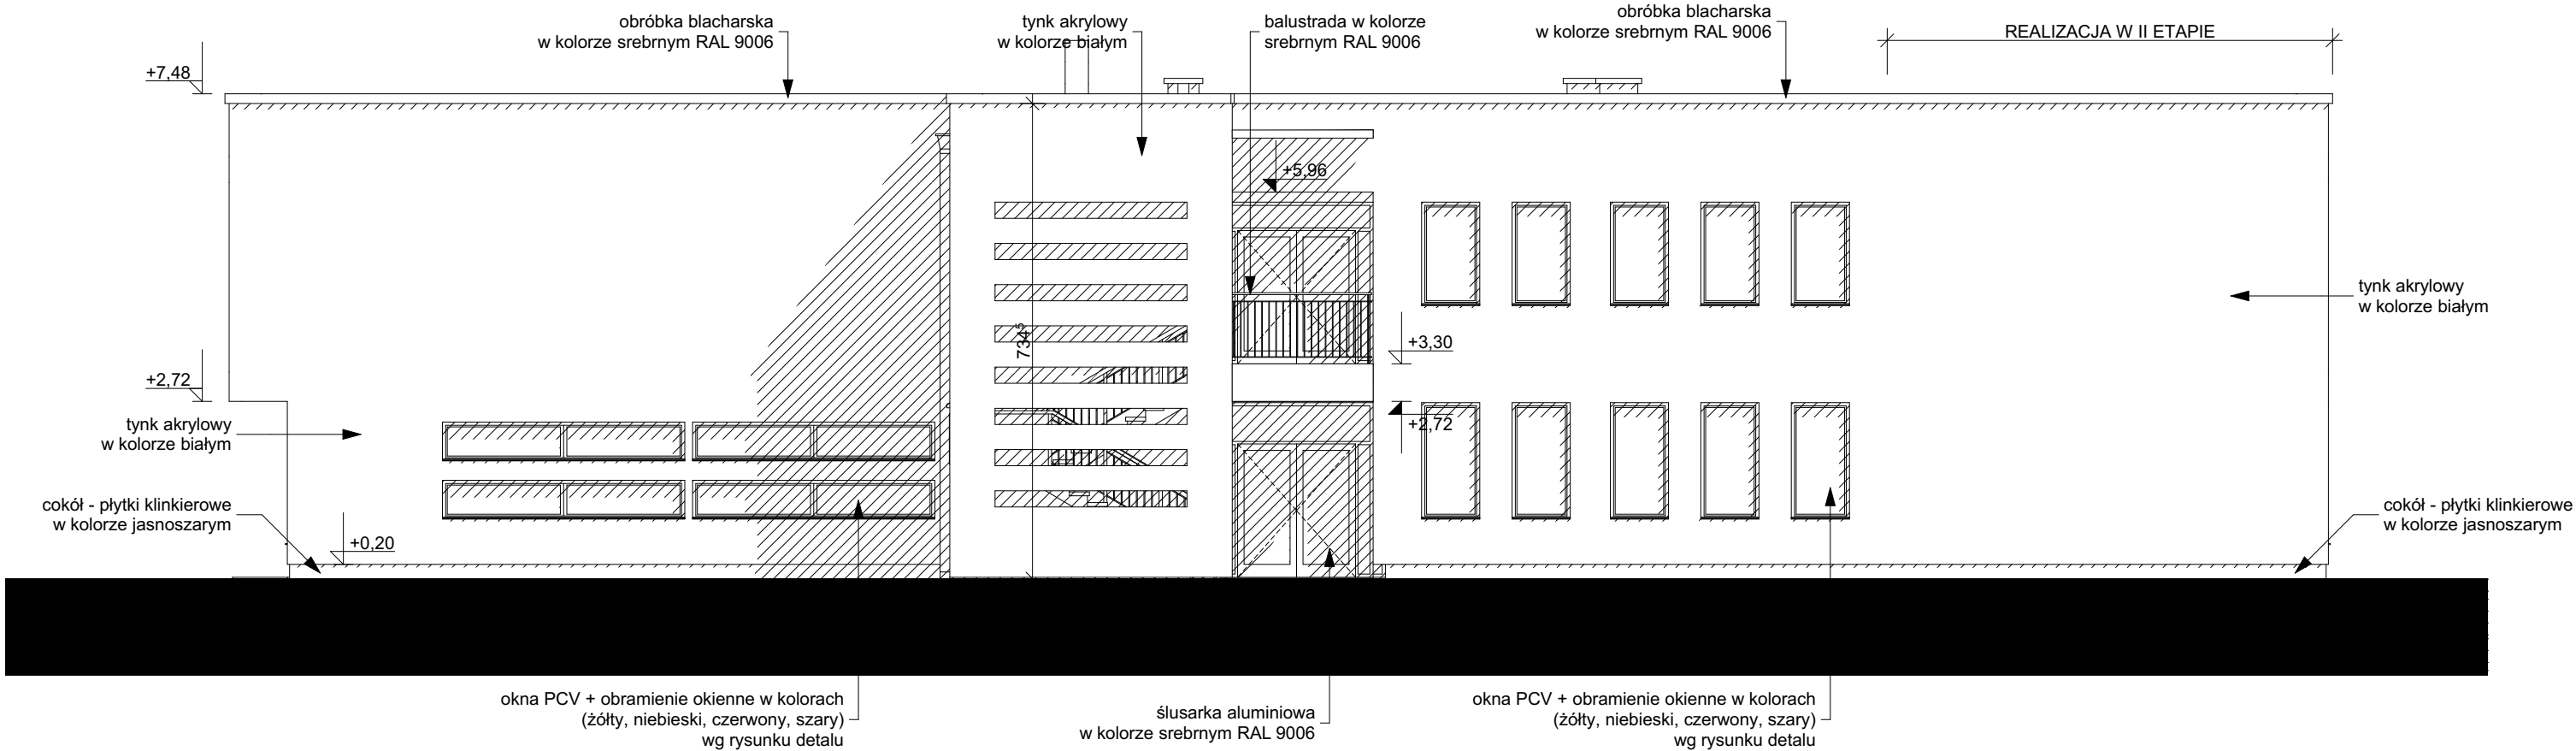 obróbka blacharska
w kolorze srebrnym RAL 9006
tynk akrylowy
w kolorze białym
balustrada w kolorze
srebrnym RAL 9006
obróbka blacharska
w kolorze srebrnym RAL 9006
REALIZACJA W II ETAPIE
+7,48
+5,96
734⁵
+3,30
+2,72
+2,72
tynk akrylowy
w kolorze białym
tynk akrylowy
w kolorze białym
cokół - płytki klinkierowe
w kolorze jasnoszarym
+0,20
cokół - płytki klinkierowe
w kolorze jasnoszarym
okna PCV + obramienie okienne w kolorach
(żółty, niebieski, czerwony, szary)
wg rysunku detalu
ślusarka aluminiowa
w kolorze srebrnym RAL 9006
okna PCV + obramienie okienne w kolorach
(żółty, niebieski, czerwony, szary)
wg rysunku detalu